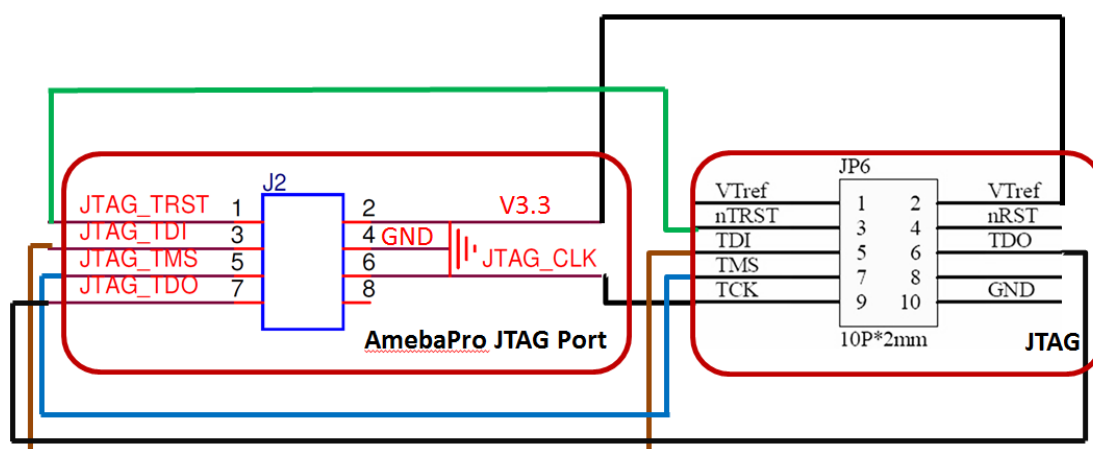 J2
JTAG_TRST 1 2 V3.3
JTAG_TDI 3 4 GND
JTAG_TMS 5 6 JTAG_CLK
JTAG_TDO 7 8
AmebaPro JTAG Port
JP6
VTref 1 2 VTref
nTRST 3 4 nRST
TDI 5 6 TDO
TMS 7 8
TCK 9 10 GND
10P*2mm
JTAG